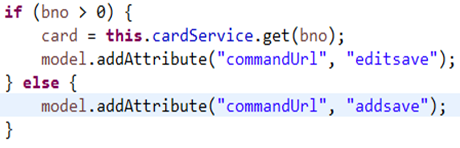 if (bno > 0) {
    card = this.cardService.get(bno);
    model.addAttribute("commandUrl", "editsave");
} else {
    model.addAttribute("commandUrl", "addsave");
}